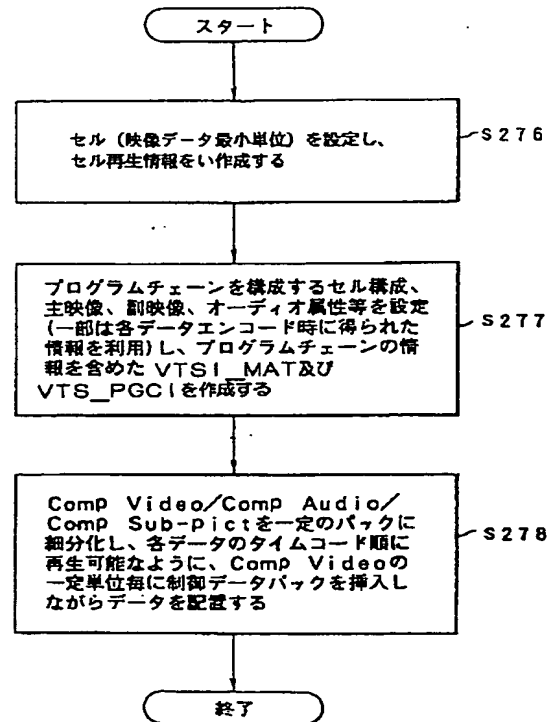 スタート
セル（映像データ最小単位）を設定し、
セル再生情報をい作成する
S276
プログラムチェーンを構成するセル構成、
主映像、副映像、オーディオ属性等を設定
(一部は各データエンコード時に得られた
情報を利用)し、プログラムチェーンの情
報を含めたVTSI_MAT及び
VTS_PGCIを作成する
S277
Comp Video/Comp Audio/
Comp Sub-pictを一定のパックに
細分化し、各データのタイムコード順に
再生可能なように、Comp Videoの
一定単位毎に制御データパックを挿入し
ながらデータを配置する
S278
終了